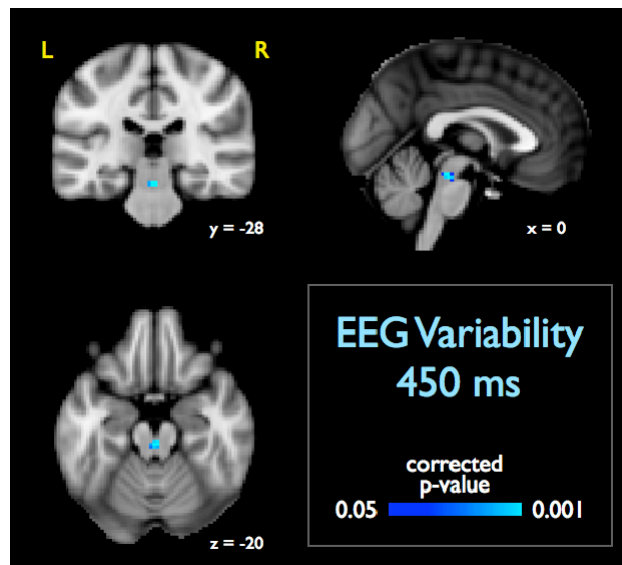 L
R
y = -28
x = 0
z = -20
EEG Variability
450 ms
corrected
p-value
0.05
0.001